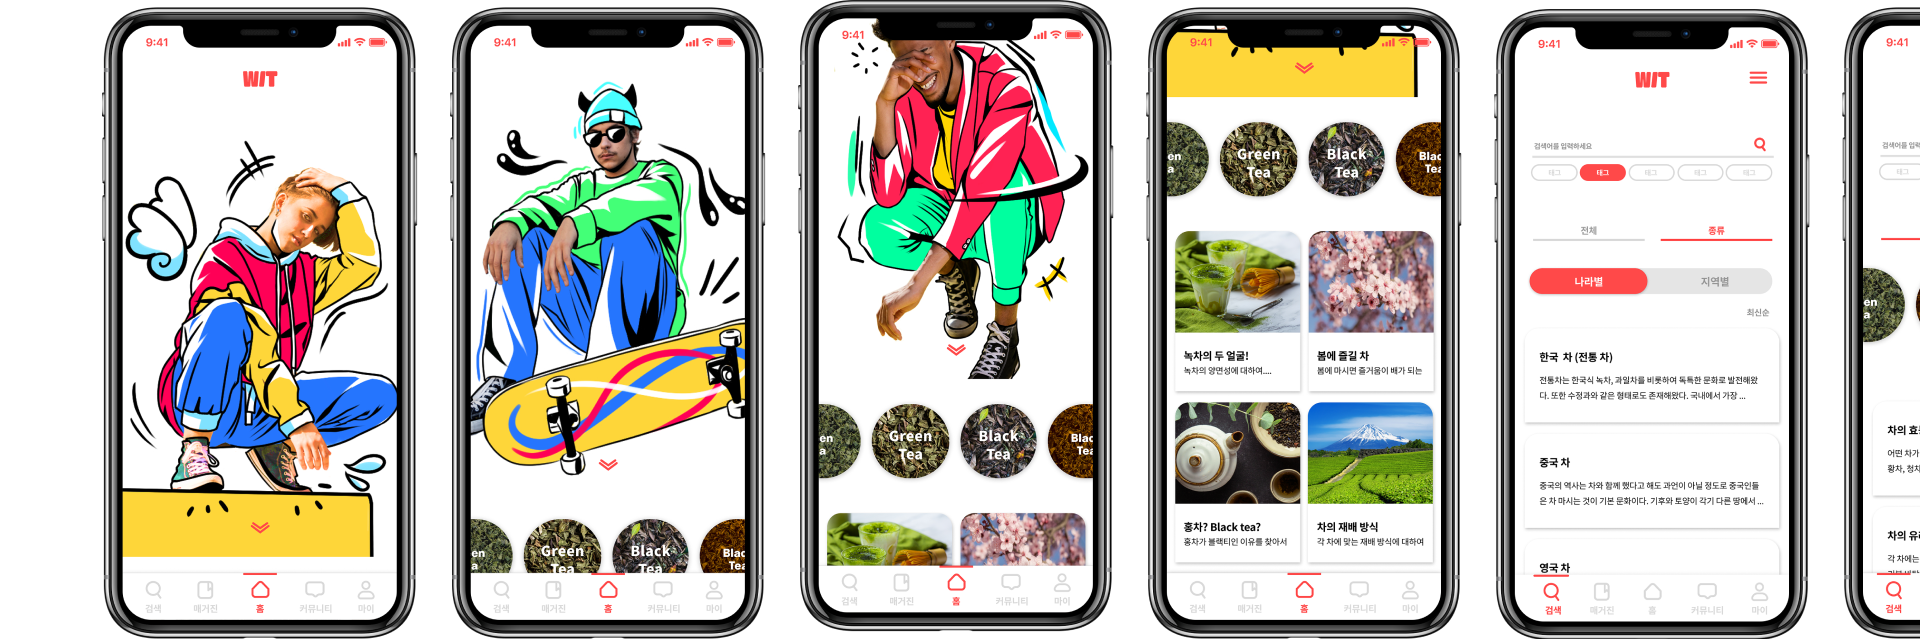 9:41
WIT
검색
매거진
홈
커뮤니티
마이
9:41
en
a
Green
Tea
Black
Tea
Blac
Tea
검색
매거진
홈
커뮤니티
마이
9:41
en
a
Green
Tea
Black
Tea
Blac
Tea
검색
매거진
홈
커뮤니티
마이
9:41
en
a
Green
Tea
Black
Tea
Blac
Tea
녹차의 두 얼굴!
녹차의 양면성에 대하여....
봄에 즐길 차
봄에 마시면 즐거움이 배가 되는
홍차? Black tea?
홍차가 블랙티인 이유를 찾아서
차의 재배 방식
각 차에 맞는 재배 방식에 대하여
검색
매거진
홈
커뮤니티
마이
9:41
WIT
검색어를 입력하세요
태그
태그
태그
태그
태그
전체
종류
나라별
지역별
최신순
한국 차 (전통 차)
전통차는 한국식 녹차, 과일차를 비롯하여 독특한 문화로 발전해왔
다. 또한 수정과와 같은 형태로도 존재해왔다. 국내에서 가장 ...
중국 차
중국의 역사는 차와 함께 했다고 해도 과언이 아닐 정도로 중국인들
은 차 마시는 것이 기본 문화이다. 기후와 토양이 각기 다른 땅에서 ...
영국 차
검색
매거진
홈
커뮤니티
마이
9:41
검색어를 입력하세
태그
en
a
차의 효
어떤 차가
황차, 청차
차의 유
각 차에는
검색